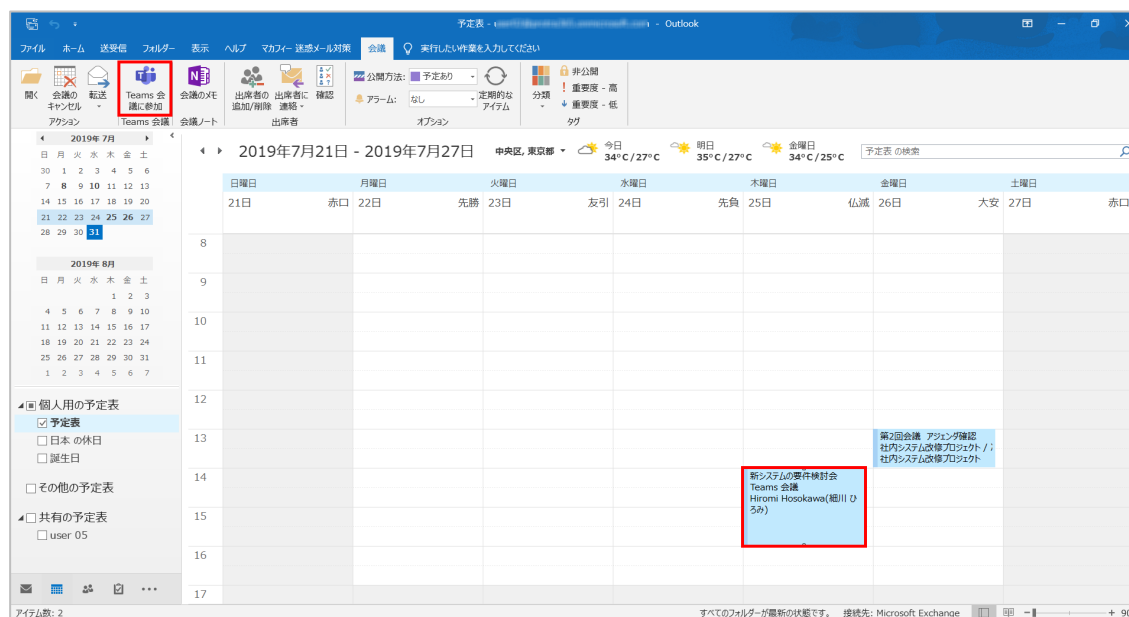 予定表 -
- Outlook
ファイル ホーム 送受信 フォルダー 表示 ヘルプ マカフィー 迷惑メール対策 会議 実行したい作業を入力してください
開く 会議のキャンセル 転送 Teams 会議に参加 会議のメモ 出席者の追加/削除 出席者に連絡 確認
公開方法: 予定あり
アラーム: なし
定期的なアイテム
分類
非公開
重要度 - 高
重要度 - 低
アクション Teams 会議 会議ノート 出席者 オプション タグ
2019年 7月
日 月 火 水 木 金 土
30 1 2 3 4 5 6
7 8 9 10 11 12 13
14 15 16 17 18 19 20
21 22 23 24 25 26 27
28 29 30 31
2019年 8月
日 月 火 水 木 金 土
1 2 3
4 5 6 7 8 9 10
11 12 13 14 15 16 17
18 19 20 21 22 23 24
25 26 27 28 29 30 31
1 2 3 4 5 6 7
個人用の予定表
予定表
日本 の休日
誕生日
その他の予定表
共有の予定表
user 05
2019年7月21日 - 2019年7月27日
中央区, 東京都
今日
34°C/27°C
明日
35°C/27°C
金曜日
34°C/25°C
予定表 の検索
日曜日 月曜日 火曜日 水曜日 木曜日 金曜日 土曜日
21日 赤口 22日 先勝 23日 友引 24日 先負 25日 仏滅 26日 大安 27日 赤口
8
9
10
11
12
13
14
15
16
17
第2回会議 アジェンダ確認
社内システム改修プロジェクト /
社内システム改修プロジェクト
新システムの要件検討会
Teams 会議
Hiromi Hosokawa(細川 ひ
ろみ)
アイテム数: 2
すべてのフォルダーが最新の状態です。 接続先: Microsoft Exchange
90